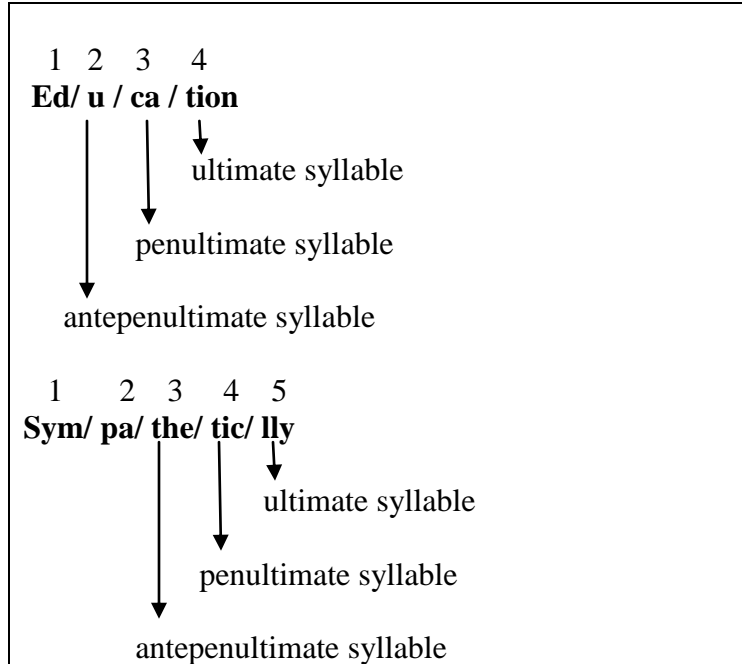 1 2 3 4
Ed/ u / ca / tion
ultimate syllable
penultimate syllable
antepenultimate syllable
1 2 3 4 5
Sym/ pa/ the/ tic/ lly
ultimate syllable
penultimate syllable
antepenultimate syllable